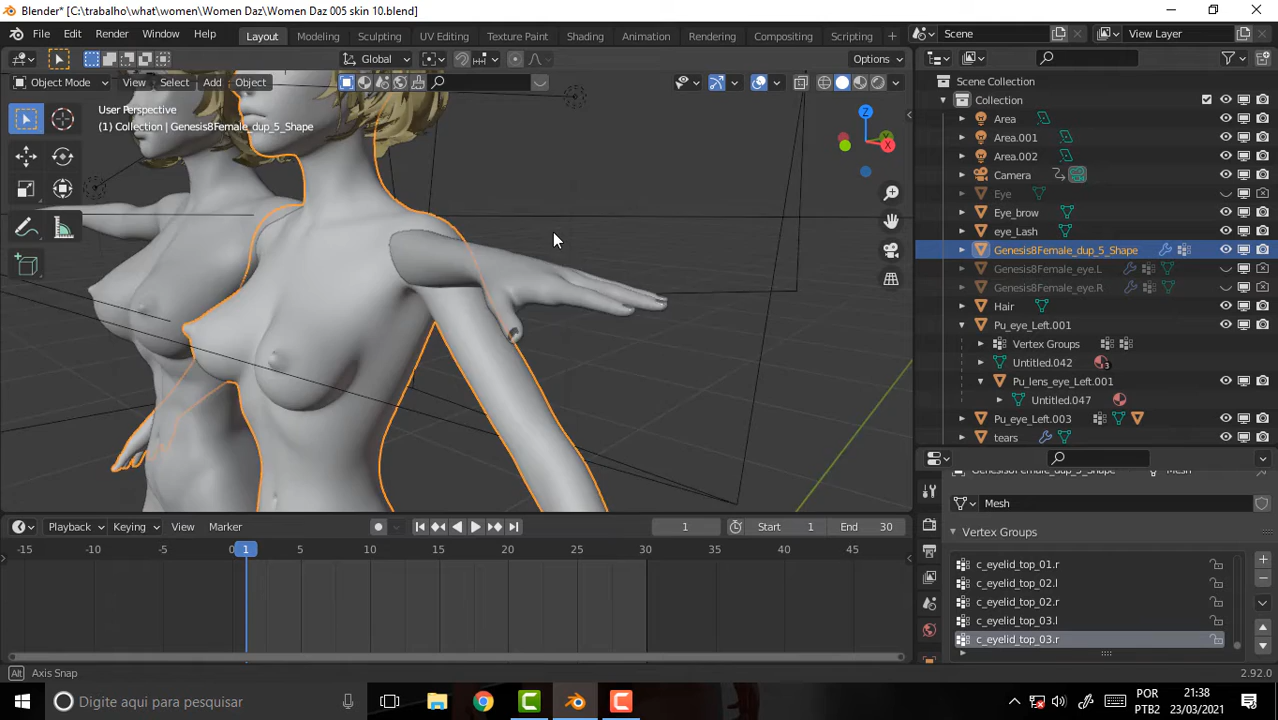 Blender* [C:\trabalho\what\women\Women Daz\Women Daz 005 skin 10.blend]
File Edit Render Window Help Layout Modeling Sculpting UV Editing Texture Paint Shading Animation Rendering Compositing Scripting Scene View Layer
Global Options
Object Mode View Select Add Object
User Perspective
(1) Collection | Genesis8Female_dup_5_Shape
Z
Y
X
Scene Collection
Collection
Area
Area.001
Area.002
Camera
Eye
Eye_brow
eye_Lash
Genesis8Female_dup_5_Shape
Genesis8Female_eye.L
Genesis8Female_eye.R
Hair
Pu_eye_Left.001
Vertex Groups
Untitled.042 3
Pu_lens_eye_Left.001
Untitled.047
Pu_eye_Left.003
tears
Genesis8Female_dup_5_Shape Mesh
Mesh
Vertex Groups
c_eyelid_top_01.r
c_eyelid_top_02.l
c_eyelid_top_02.r
c_eyelid_top_03.l
c_eyelid_top_03.r
Playback Keying View Marker 1 Start 1 End 30
-15 -10 -5 0 1 5 10 15 20 25 30 35 40 45
Alt Axis Snap 2.92.0
Digite aqui para pesquisar
POR
PTB2
21:38
23/03/2021